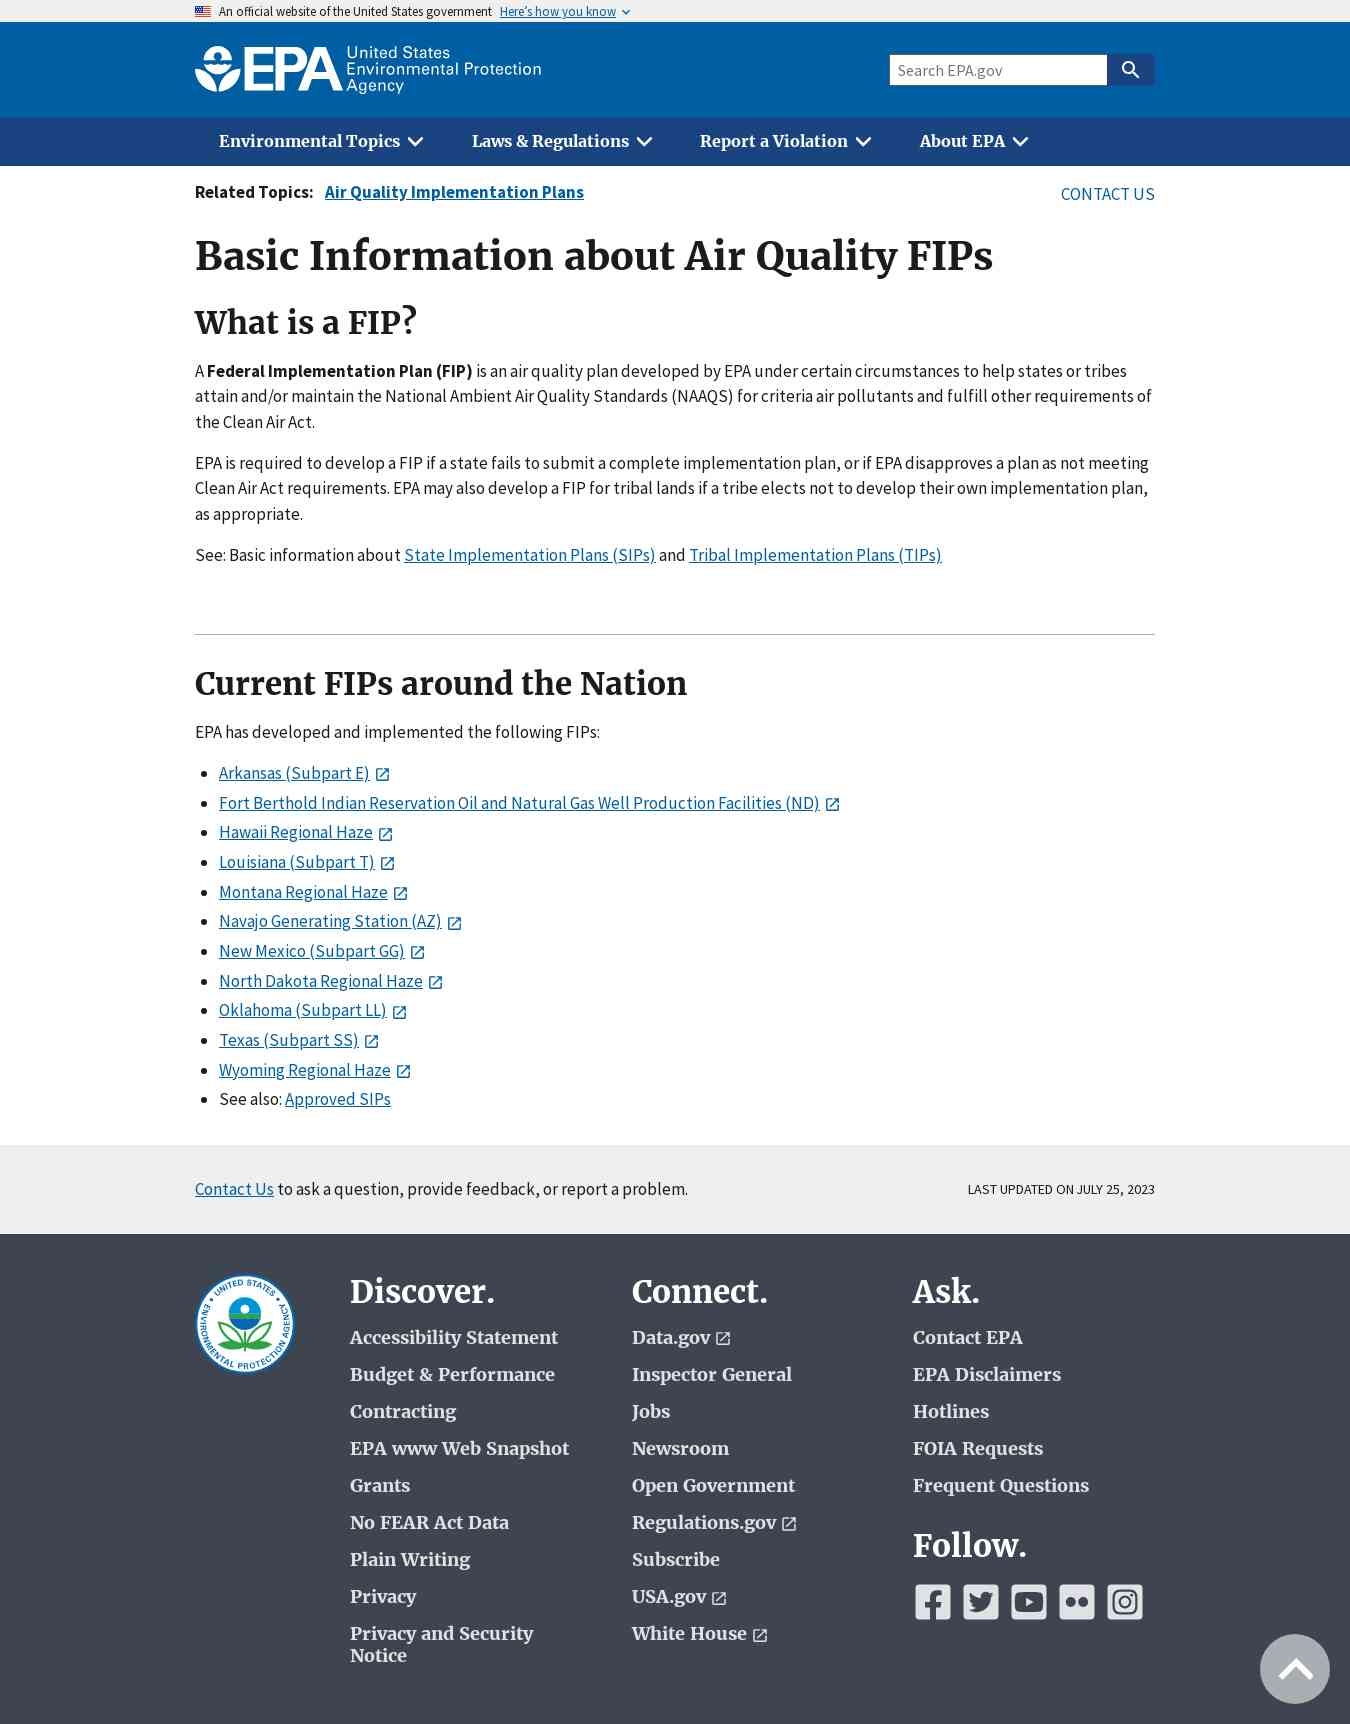 An official website of the United States government Here's how you know
EPA United States
Environmental Protection
Agency
Search EPA.gov
Environmental Topics Laws & Regulations Report a Violation About EPA
Related Topics: Air Quality Implementation Plans CONTACT US
Basic Information about Air Quality FIPs
What is a FIP?
A Federal Implementation Plan (FIP) is an air quality plan developed by EPA under certain circumstances to help states or tribes
attain and/or maintain the National Ambient Air Quality Standards (NAAQS) for criteria air pollutants and fulfill other requirements of
the Clean Air Act.
EPA is required to develop a FIP if a state fails to submit a complete implementation plan, or if EPA disapproves a plan as not meeting
Clean Air Act requirements. EPA may also develop a FIP for tribal lands if a tribe elects not to develop their own implementation plan,
as appropriate.
See: Basic information about State Implementation Plans (SIPs) and Tribal Implementation Plans (TIPs)
Current FIPs around the Nation
EPA has developed and implemented the following FIPs:
Arkansas (Subpart E)
Fort Berthold Indian Reservation Oil and Natural Gas Well Production Facilities (ND)
Hawaii Regional Haze
Louisiana (Subpart T)
Montana Regional Haze
Navajo Generating Station (AZ)
New Mexico (Subpart GG)
North Dakota Regional Haze
Oklahoma (Subpart LL)
Texas (Subpart SS)
Wyoming Regional Haze
See also: Approved SIPs
Contact Us to ask a question, provide feedback, or report a problem. LAST UPDATED ON JULY 25, 2023
UNITED STATES
ENVIRONMENTAL PROTECTION AGENCY
Discover.
Accessibility Statement
Budget & Performance
Contracting
EPA www Web Snapshot
Grants
No FEAR Act Data
Plain Writing
Privacy
Privacy and Security
Notice
Connect.
Data.gov
Inspector General
Jobs
Newsroom
Open Government
Regulations.gov
Subscribe
USA.gov
White House
Ask.
Contact EPA
EPA Disclaimers
Hotlines
FOIA Requests
Frequent Questions
Follow.